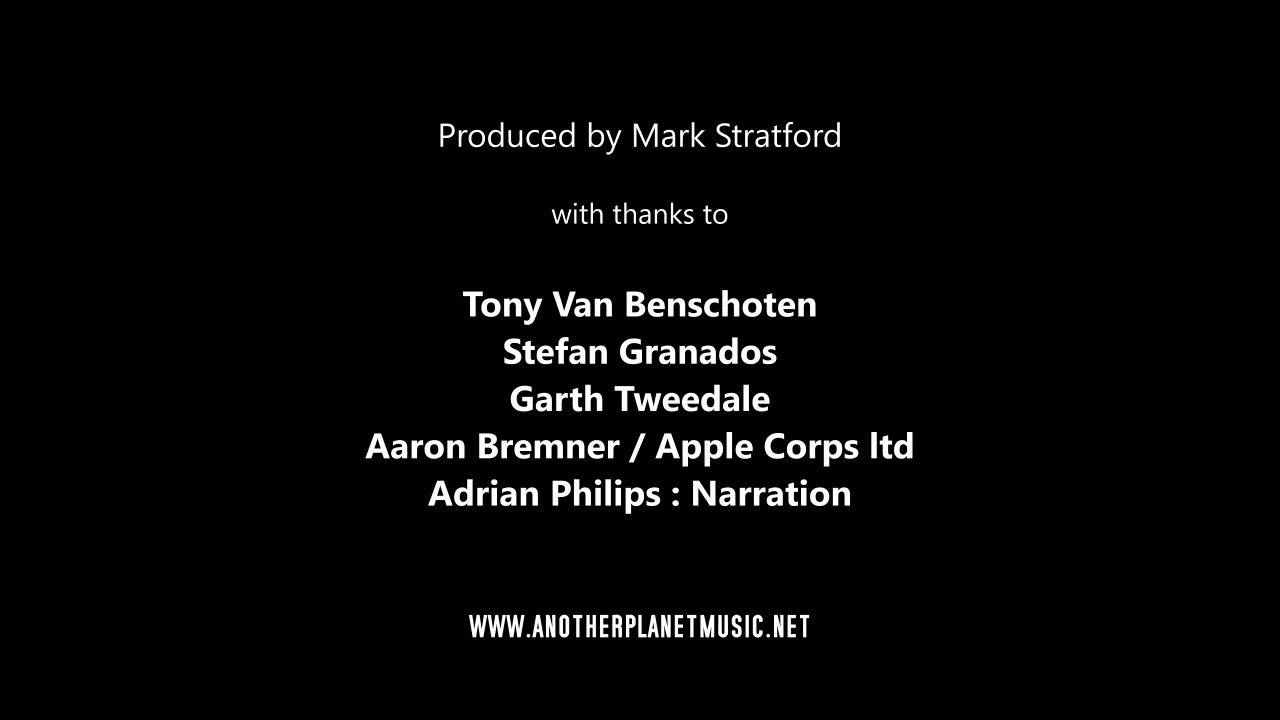 Produced by Mark Stratford
with thanks to
Tony Van Benschoten
Stefan Granados
Garth Tweedale
Aaron Bremner / Apple Corps ltd
Adrian Philips : Narration
WWW.ANOTHERPLANETMUSIC.NET